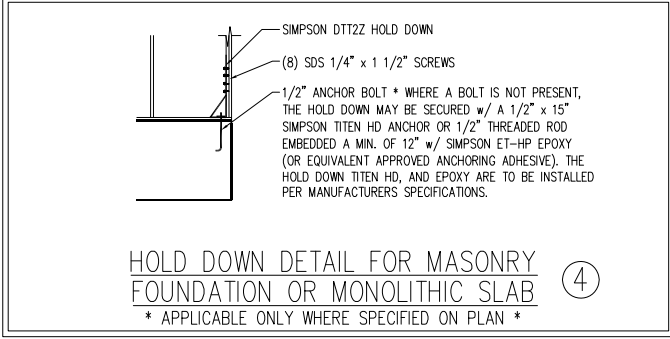 SIMPSON DTT2Z HOLD DOWN
(8) SDS 1/4" x 1 1/2" SCREWS
1/2" ANCHOR BOLT * WHERE A BOLT IS NOT PRESENT,
THE HOLD DOWN MAY BE SECURED w/ A 1/2" x 15"
SIMPSON TITEN HD ANCHOR OR 1/2" THREADED ROD
EMBEDDED A MIN. OF 12" w/ SIMPSON ET-HP EPOXY
(OR EQUIVALENT APPROVED ANCHORING ADHESIVE). THE
HOLD DOWN TITEN HD, AND EPOXY ARE TO BE INSTALLED
PER MANUFACTURERS SPECIFICATIONS.
HOLD DOWN DETAIL FOR MASONRY
FOUNDATION OR MONOLITHIC SLAB
4
* APPLICABLE ONLY WHERE SPECIFIED ON PLAN *